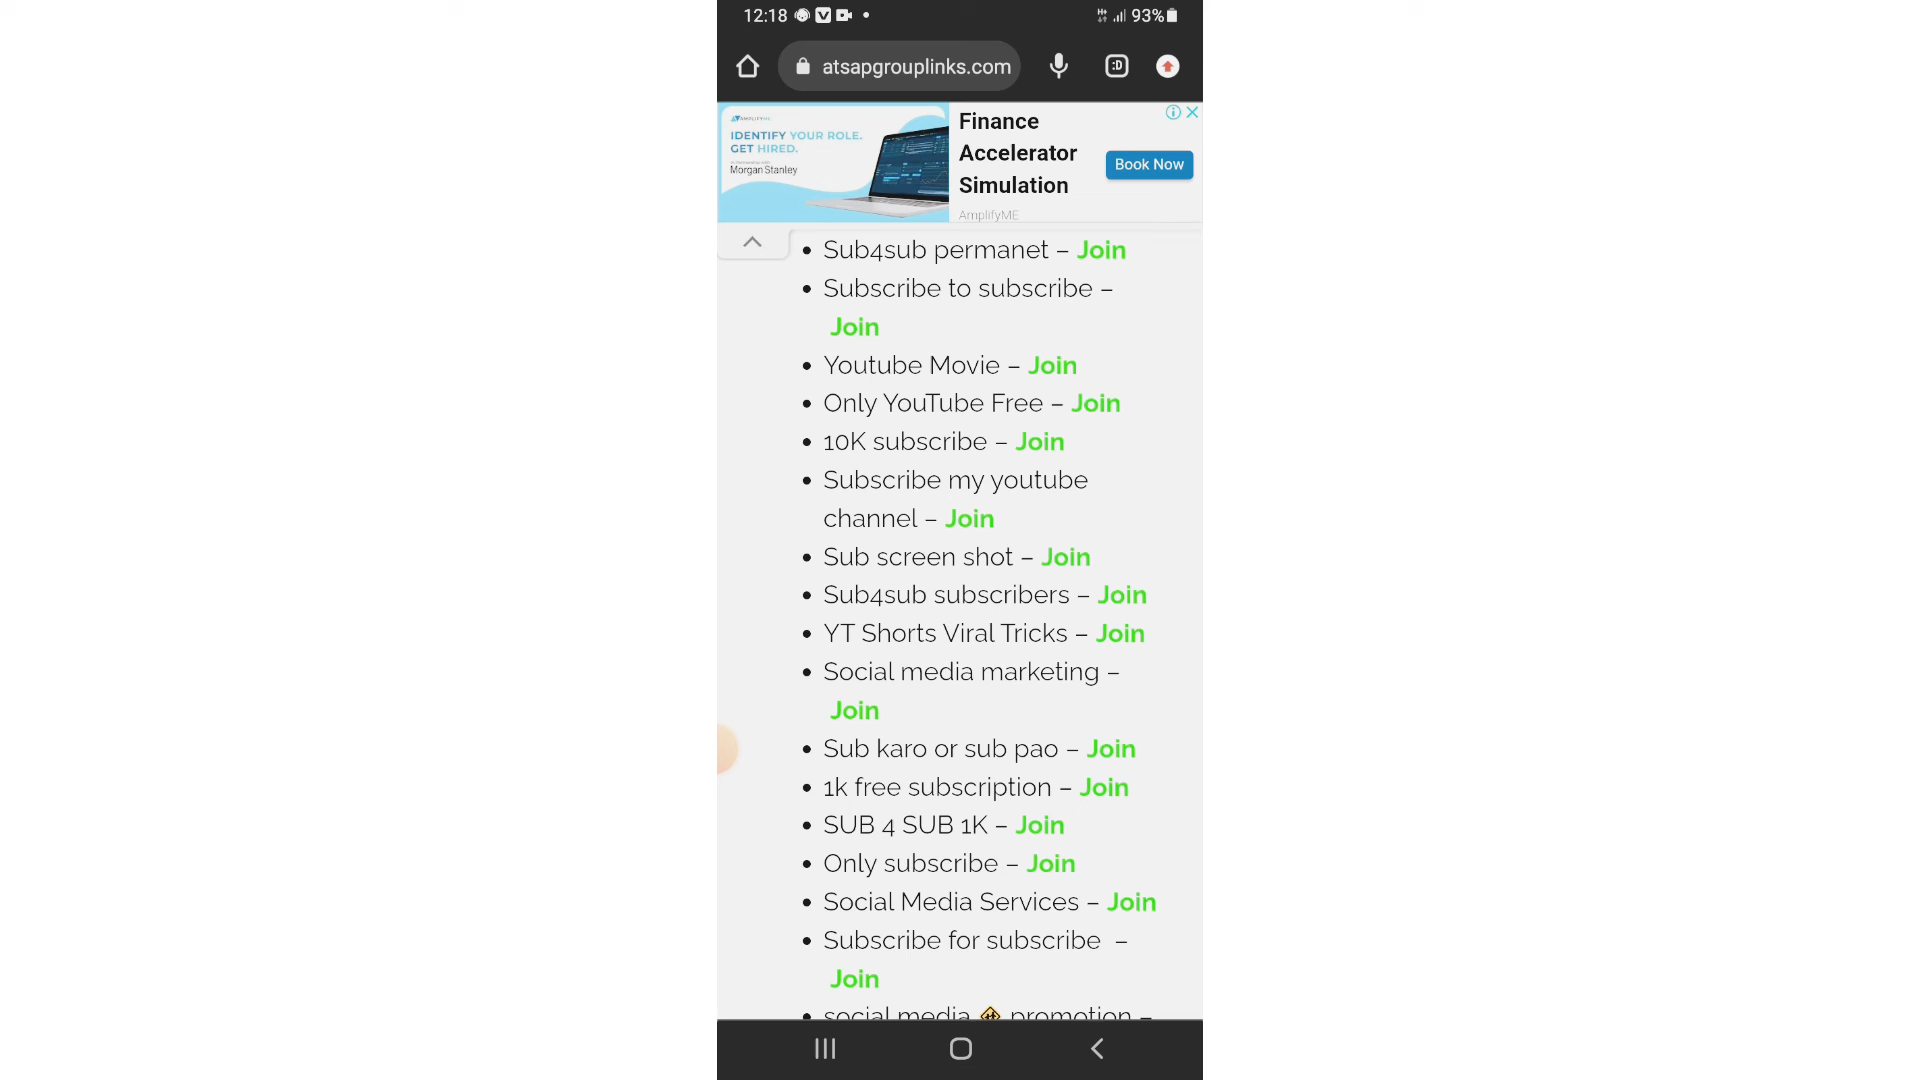 12:18
93%
atsapgrouplinks.com
:D
AMPLIFYME
IDENTIFY YOUR ROLE.
GET HIRED.
Morgan Stanley
Finance
Accelerator
Simulation
AmplifyME
Book Now
• Sub4sub permanet – Join
• Subscribe to subscribe –
Join
• Youtube Movie – Join
• Only YouTube Free – Join
• 10K subscribe – Join
• Subscribe my youtube
channel – Join
• Sub screen shot – Join
• Sub4sub subscribers – Join
• YT Shorts Viral Tricks – Join
• Social media marketing –
Join
• Sub karo or sub pao – Join
• 1k free subscription – Join
• SUB 4 SUB 1K – Join
• Only subscribe – Join
• Social Media Services – Join
• Subscribe for subscribe –
Join
• social media 🚸 promotion –